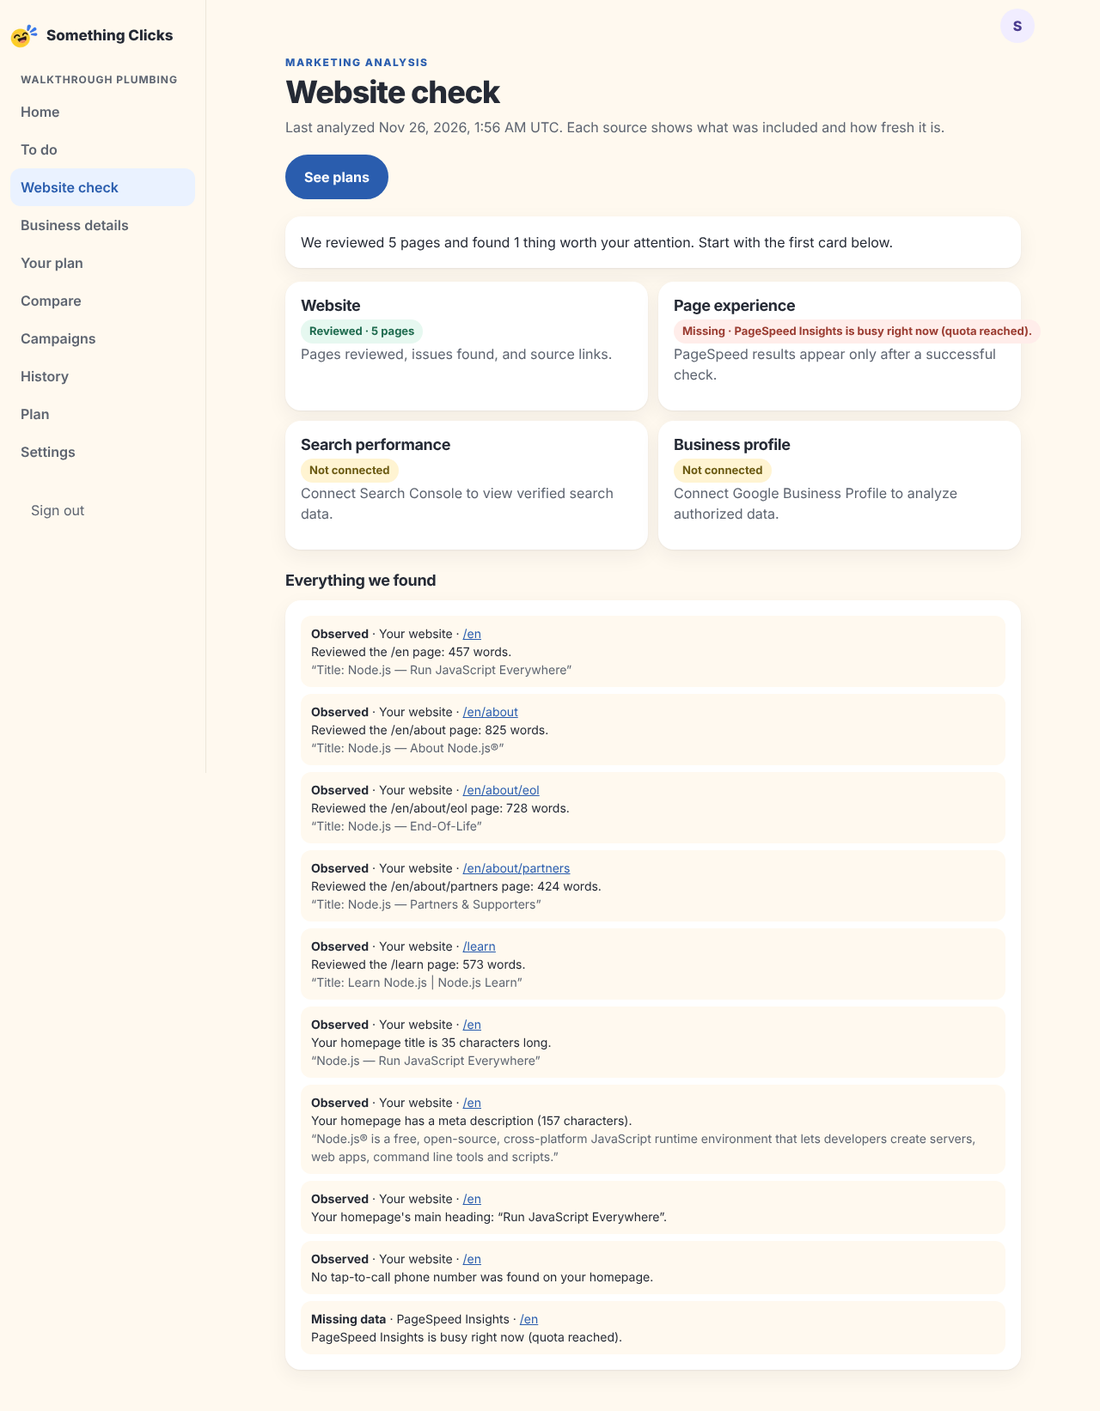 Something Clicks
S
WALKTHROUGH PLUMBING
Home
To do
Website check
Business details
Your plan
Compare
Campaigns
History
Plan
Settings
Sign out
MARKETING ANALYSIS
Website check
Last analyzed Nov 26, 2026, 1:56 AM UTC. Each source shows what was included and how fresh it is.
See plans
We reviewed 5 pages and found 1 thing worth your attention. Start with the first card below.
Website
Reviewed · 5 pages
Pages reviewed, issues found, and source links.
Page experience
Missing · PageSpeed Insights is busy right now (quota reached).
PageSpeed results appear only after a successful
check.
Search performance
Not connected
Connect Search Console to view verified search
data.
Business profile
Not connected
Connect Google Business Profile to analyze
authorized data.
Everything we found
Observed · Your website · /en
Reviewed the /en page: 457 words.
“Title: Node.js — Run JavaScript Everywhere”
Observed · Your website · /en/about
Reviewed the /en/about page: 825 words.
“Title: Node.js — About Node.js®”
Observed · Your website · /en/about/eol
Reviewed the /en/about/eol page: 728 words.
“Title: Node.js — End-Of-Life”
Observed · Your website · /en/about/partners
Reviewed the /en/about/partners page: 424 words.
“Title: Node.js — Partners & Supporters”
Observed · Your website · /learn
Reviewed the /learn page: 573 words.
“Title: Learn Node.js | Node.js Learn”
Observed · Your website · /en
Your homepage title is 35 characters long.
“Node.js — Run JavaScript Everywhere”
Observed · Your website · /en
Your homepage has a meta description (157 characters).
“Node.js® is a free, open-source, cross-platform JavaScript runtime environment that lets developers create servers,
web apps, command line tools and scripts.”
Observed · Your website · /en
Your homepage's main heading: “Run JavaScript Everywhere”.
Observed · Your website · /en
No tap-to-call phone number was found on your homepage.
Missing data · PageSpeed Insights · /en
PageSpeed Insights is busy right now (quota reached).